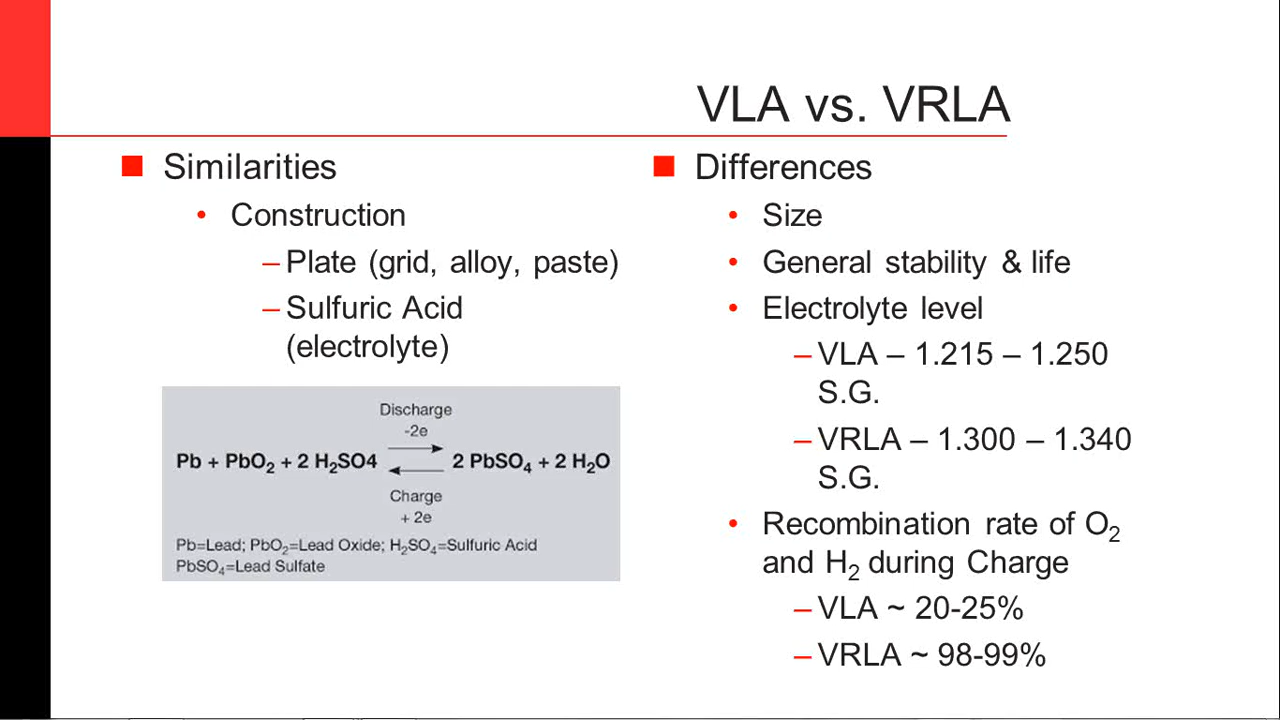 VLA vs. VRLA
Similarities
• Construction
– Plate (grid, alloy, paste)
– Sulfuric Acid
(electrolyte)
Discharge
-2e
Pb + PbO₂ + 2 H₂SO4 2 PbSO₄ + 2 H₂O
Charge
+ 2e
Pb=Lead; PbO₂=Lead Oxide; H₂SO₄=Sulfuric Acid
PbSO₄=Lead Sulfate
Differences
• Size
• General stability & life
• Electrolyte level
– VLA – 1.215 – 1.250
S.G.
– VRLA – 1.300 – 1.340
S.G.
• Recombination rate of O₂
and H₂ during Charge
– VLA ~ 20-25%
– VRLA ~ 98-99%